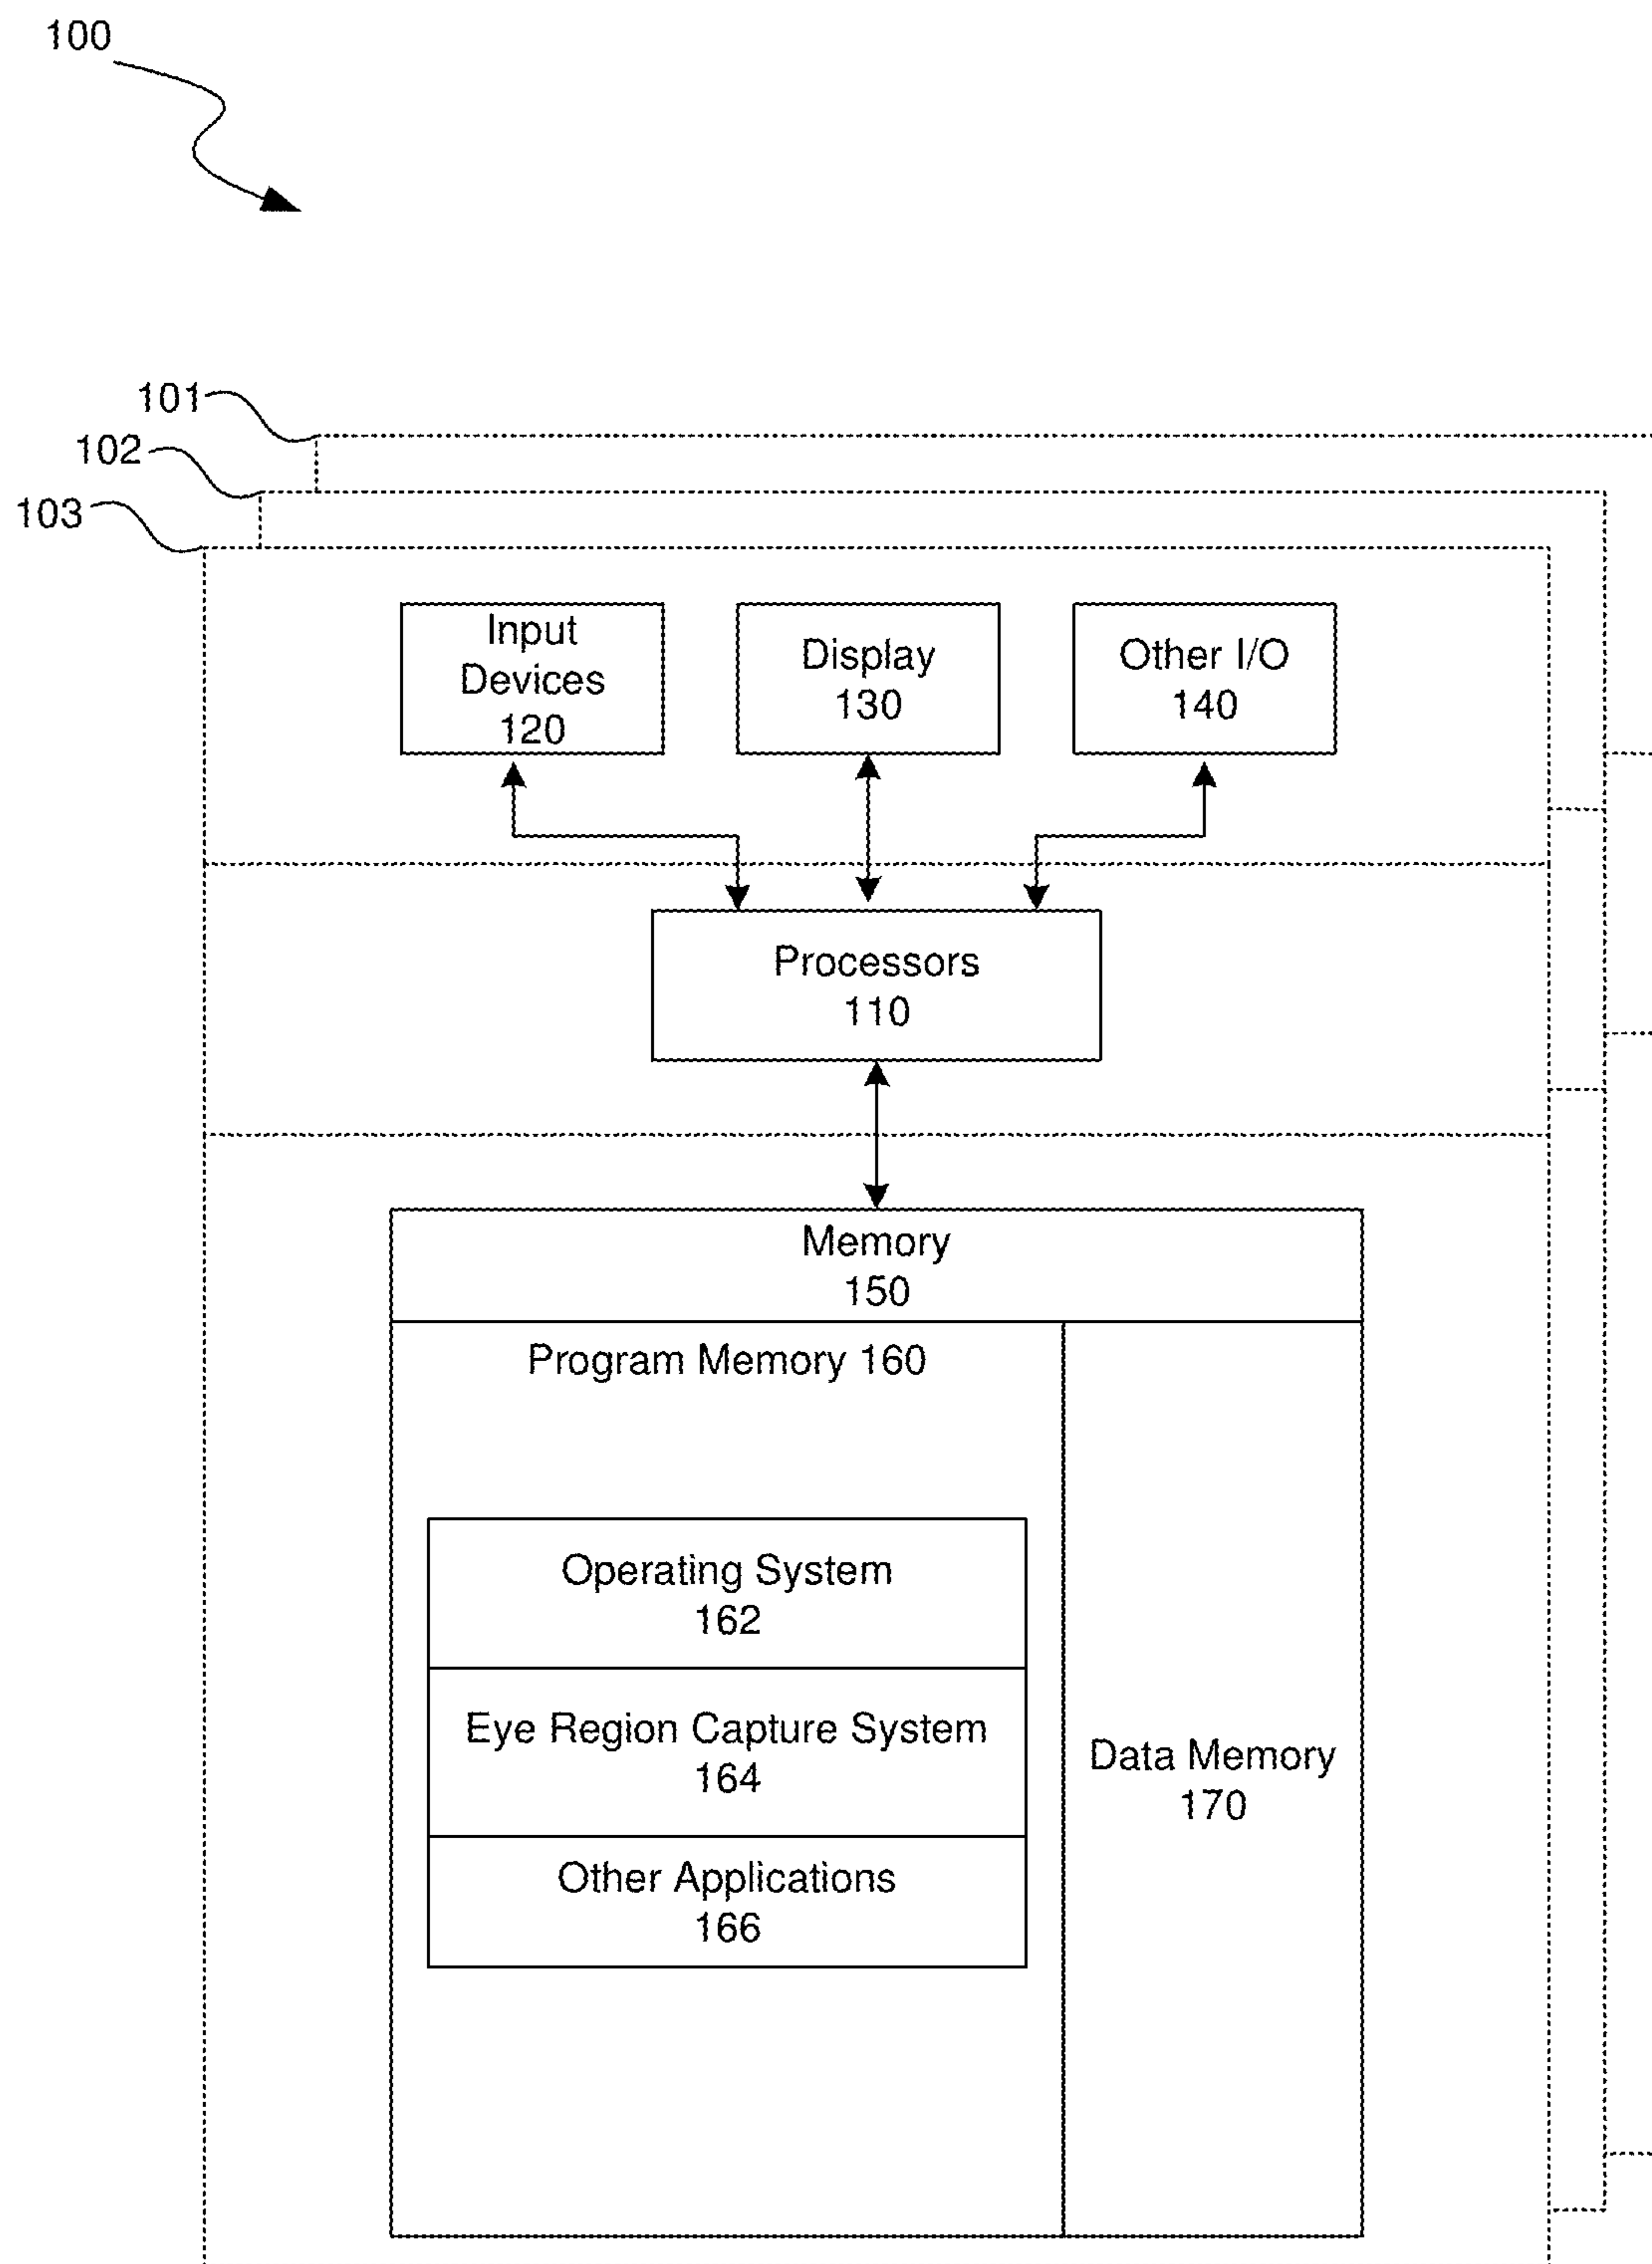 100
101
102
103
Input
Devices
120
Display
130
Other I/O
140
Processors
110
Memory
150
Program Memory 160
Operating System
162
Eye Region Capture System
164
Other Applications
166
Data Memory
170